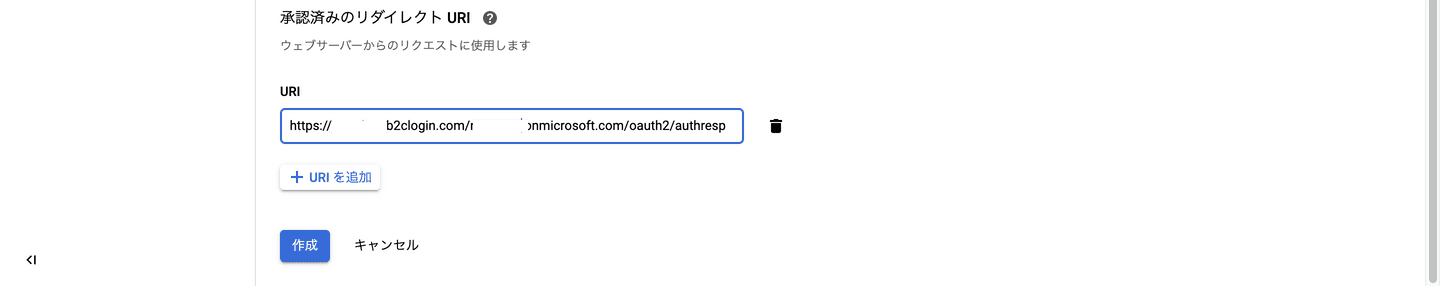 承認済みのリダイレクト URI
ウェブサーバーからのリクエストに使用します
URI
https:// b2clogin.com/ onmicrosoft.com/oauth2/authresp
URI を追加
作成 キャンセル